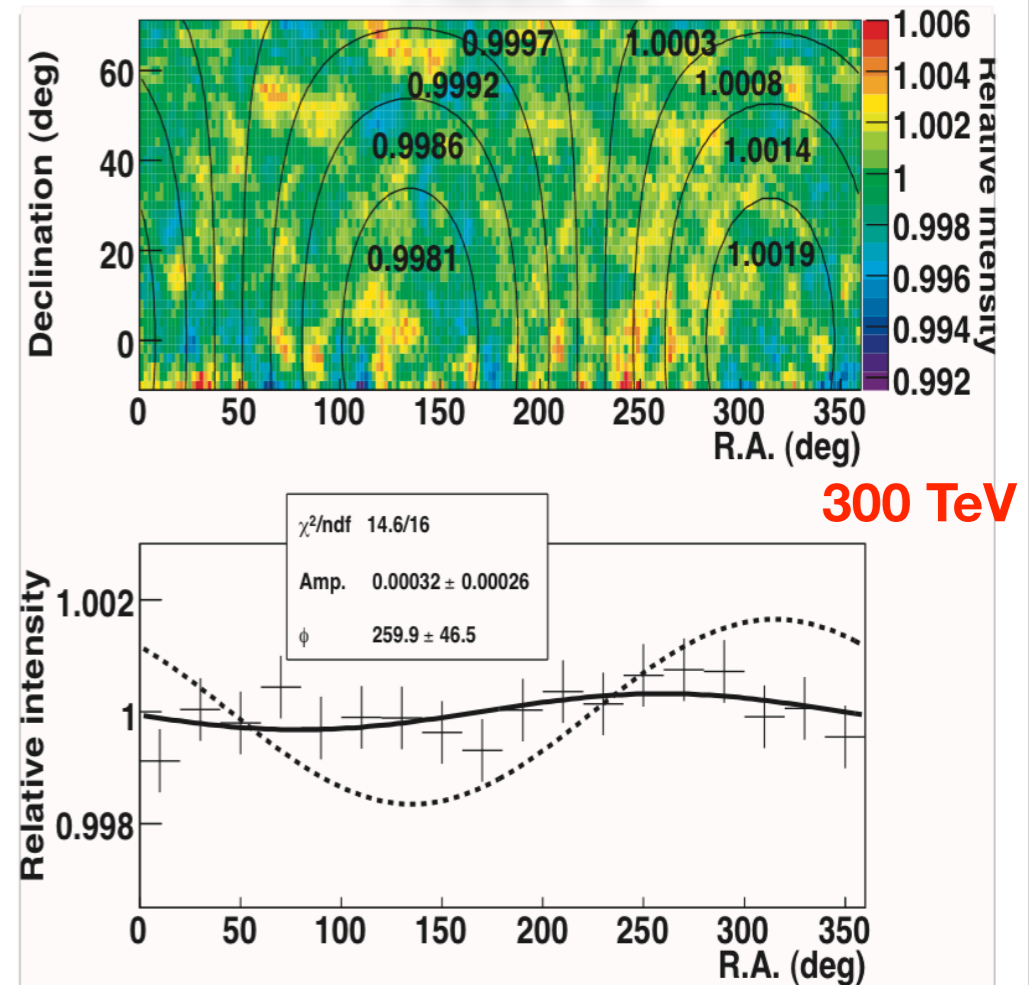 Declination (deg)
60
40
20
0
0.9997
1.0003
0.9992
1.0008
0.9986
1.0014
0.9981
1.0019
0 50 100 150 200 250 300 350
R.A. (deg)
1.006
1.004
1.002
1
0.998
0.996
0.994
0.992
Relative intensity
300 TeV
χ²/ndf 14.6/16
Amp. 0.00032 ± 0.00026
ϕ 259.9 ± 46.5
Relative intensity
1.002
1
0.998
0 50 100 150 200 250 300 350
R.A. (deg)